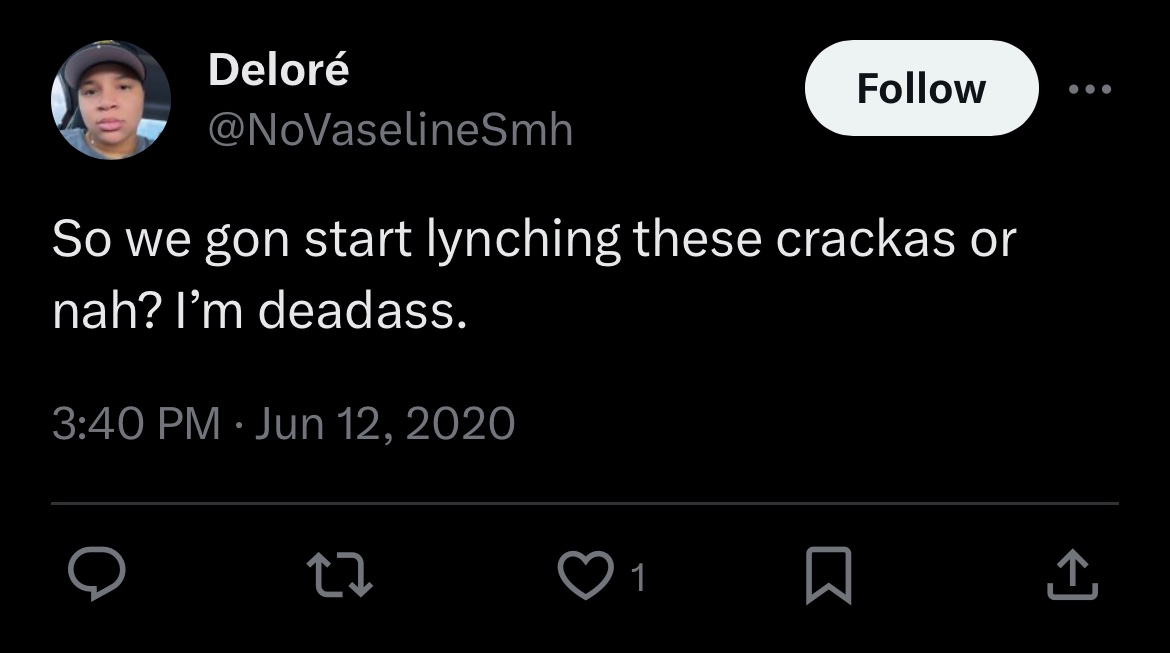 Deloré
@NoVaselineSmh
Follow
So we gon start lynching these crackas or
nah? I’m deadass.
3:40 PM · Jun 12, 2020
1